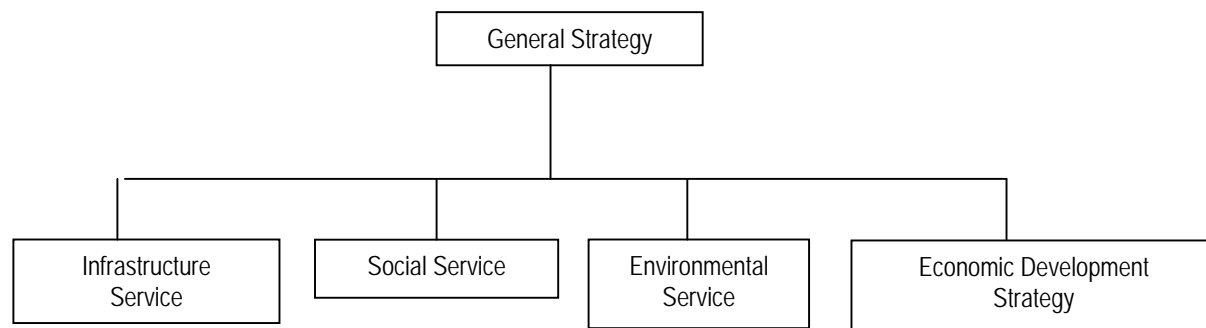 General Strategy
Infrastructure
Service
Social Service
Environmental
Service
Economic Development
Strategy